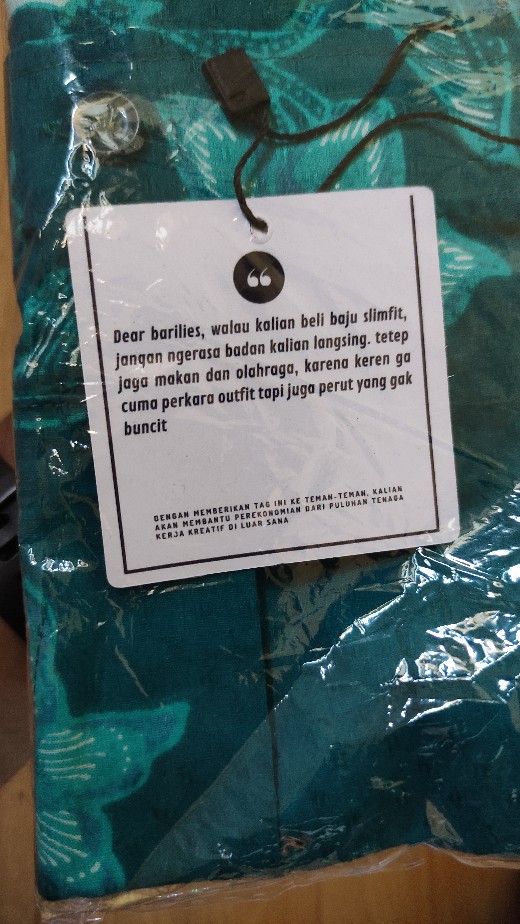 “
Dear barilies, walau kalian beli baju slimfit,
jangan ngerasa badan kalian langsing. tetep
jaga makan dan olahraga, karena keren ga
cuma perkara outfit tapi juga perut yang gak
buncit
DENGAN MEMBERIKAN TAG INI KE TEMAN-TEMAN, KALIAN
AKAN MEMBANTU PEREKONOMIAN DARI PULUHAN TENAGA
KERJA KREATIF DI LUAR SANA